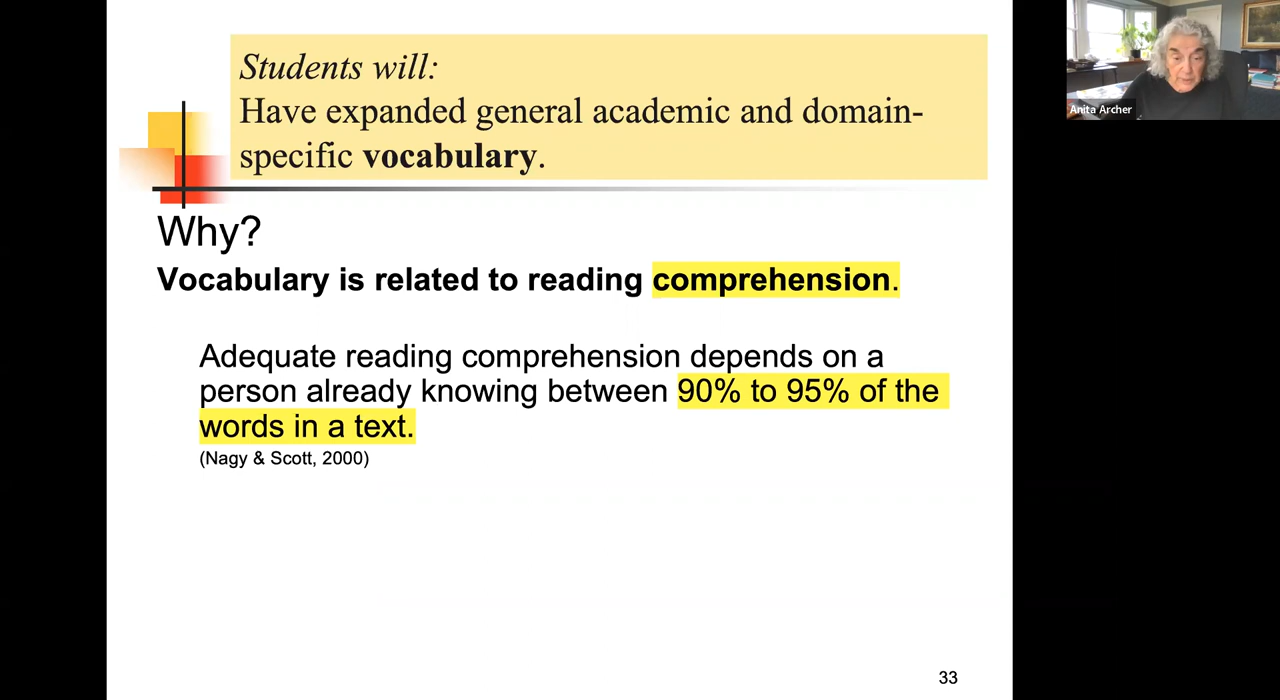 Students will:
Have expanded general academic and domain-
specific vocabulary.
Anita Archer
Why?
Vocabulary is related to reading comprehension.
Adequate reading comprehension depends on a
person already knowing between 90% to 95% of the
words in a text.
(Nagy & Scott, 2000)
33